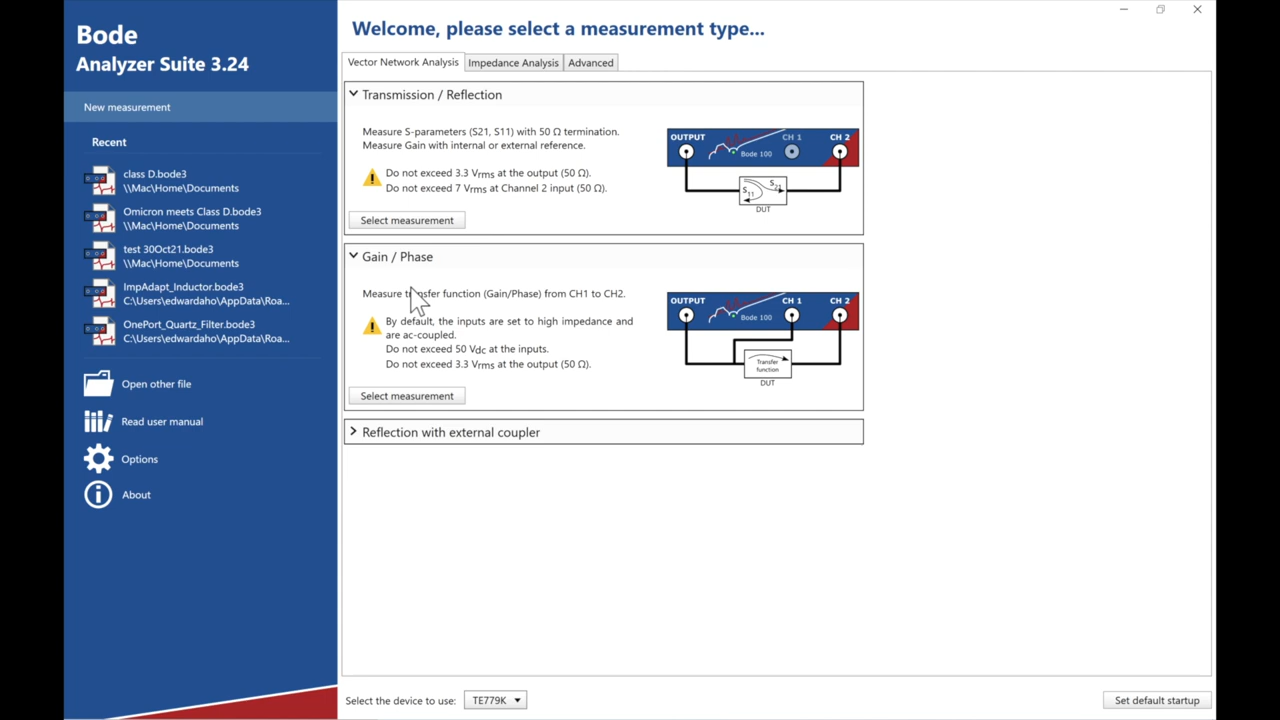 Bode
Analyzer Suite 3.24
New measurement
Recent
class D.bode3
\\Mac\Home\Documents
Omicron meets Class D.bode3
\\Mac\Home\Documents
test 30Oct21.bode3
\\Mac\Home\Documents
ImpAdapt_Inductor.bode3
C:\Users\edwardaho\AppData\Roa...
OnePort_Quartz_Filter.bode3
C:\Users\edwardaho\AppData\Roa...
Open other file
Read user manual
Options
About
Welcome, please select a measurement type...
Vector Network Analysis
Impedance Analysis
Advanced
Transmission / Reflection
Measure S-parameters (S21, S11) with 50 Ω termination.
Measure Gain with internal or external reference.
Do not exceed 3.3 Vrms at the output (50 Ω).
Do not exceed 7 Vrms at Channel 2 input (50 Ω).
Select measurement
OUTPUT CH 1 CH 2
Bode 100
S11 S21
DUT
Gain / Phase
Measure transfer function (Gain/Phase) from CH1 to CH2.
By default, the inputs are set to high impedance and
are ac-coupled.
Do not exceed 50 Vdc at the inputs.
Do not exceed 3.3 Vrms at the output (50 Ω).
Select measurement
OUTPUT CH 1 CH 2
Bode 100
Transfer
function
DUT
Reflection with external coupler
Select the device to use: TE779K
Set default startup